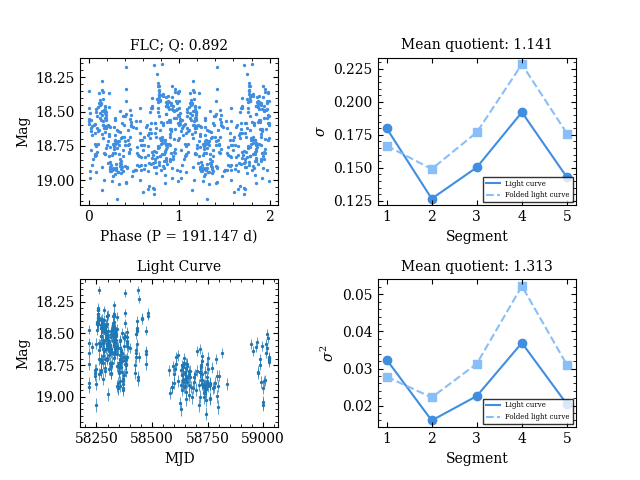 FLC; Q: 0.892
Mag
18.25
18.50
18.75
19.00
0
1
2
Phase (P = 191.147 d)
Mean quotient: 1.141
σ
0.225
0.200
0.175
0.150
0.125
Light curve
Folded light curve
1
2
3
4
5
Segment
Light Curve
Mag
18.25
18.50
18.75
19.00
58250
58500
58750
59000
MJD
Mean quotient: 1.313
σ²
0.05
0.04
0.03
0.02
Light curve
Folded light curve
1
2
3
4
5
Segment